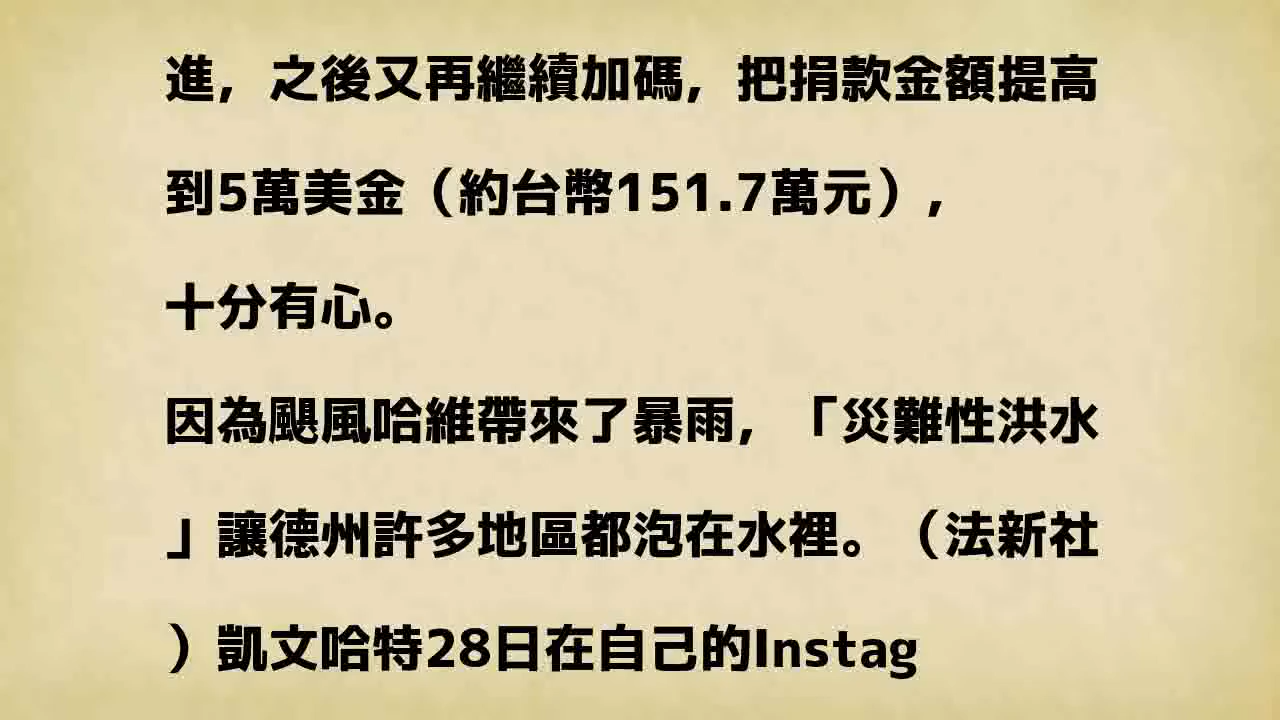 進，之後又再繼續加碼，把捐款金額提高
到5萬美金（約台幣151.7萬元），
十分有心。
因為颶風哈維帶來了暴雨，「災難性洪水
」讓德州許多地區都泡在水裡。（法新社
）凱文哈特28日在自己的Instag